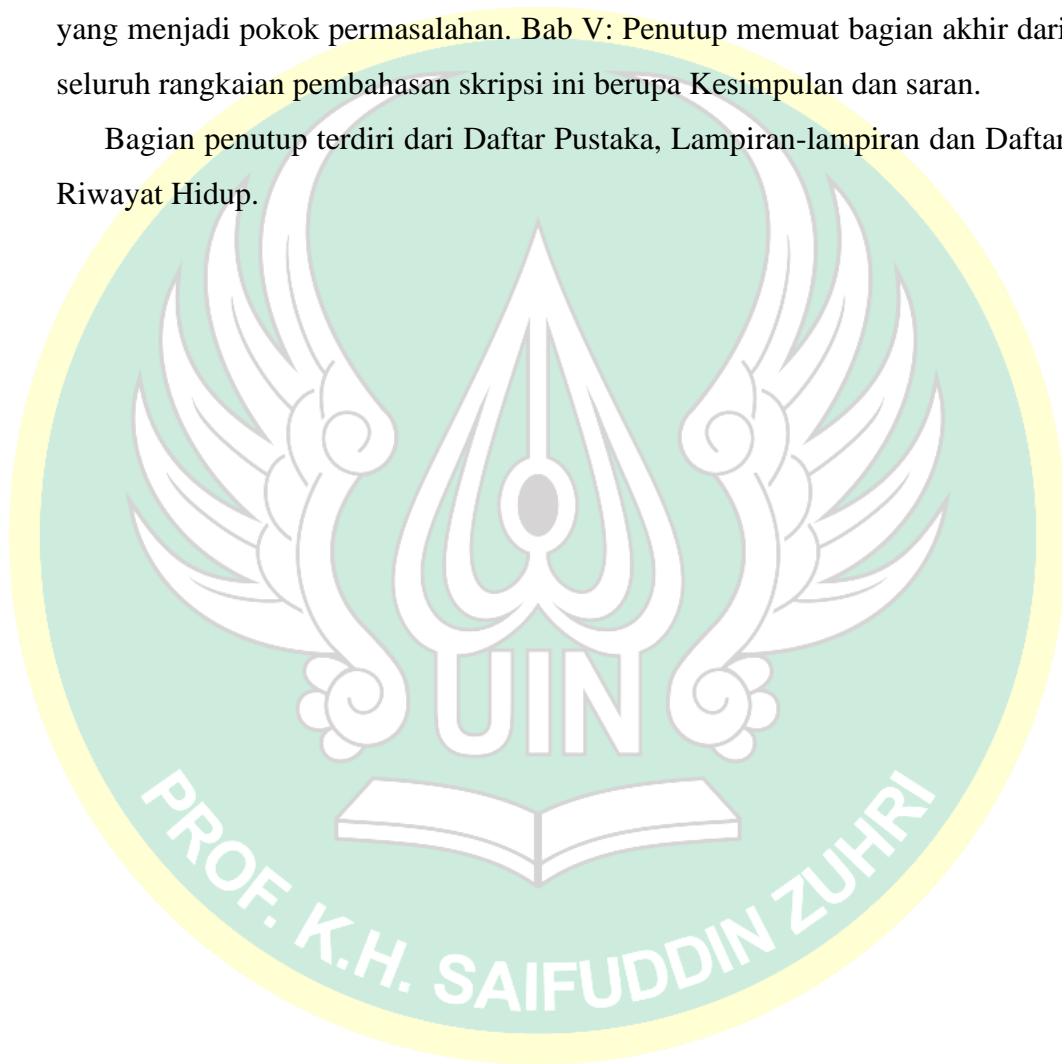 yang menjadi pokok permasalahan. Bab V: Penutup memuat bagian akhir dari
seluruh rangkaian pembahasan skripsi ini berupa Kesimpulan dan saran.
Bagian penutup terdiri dari Daftar Pustaka, Lampiran-lampiran dan Daftar
Riwayat Hidup.
UIN
PROF. K.H. SAIFUDDIN ZUHRI